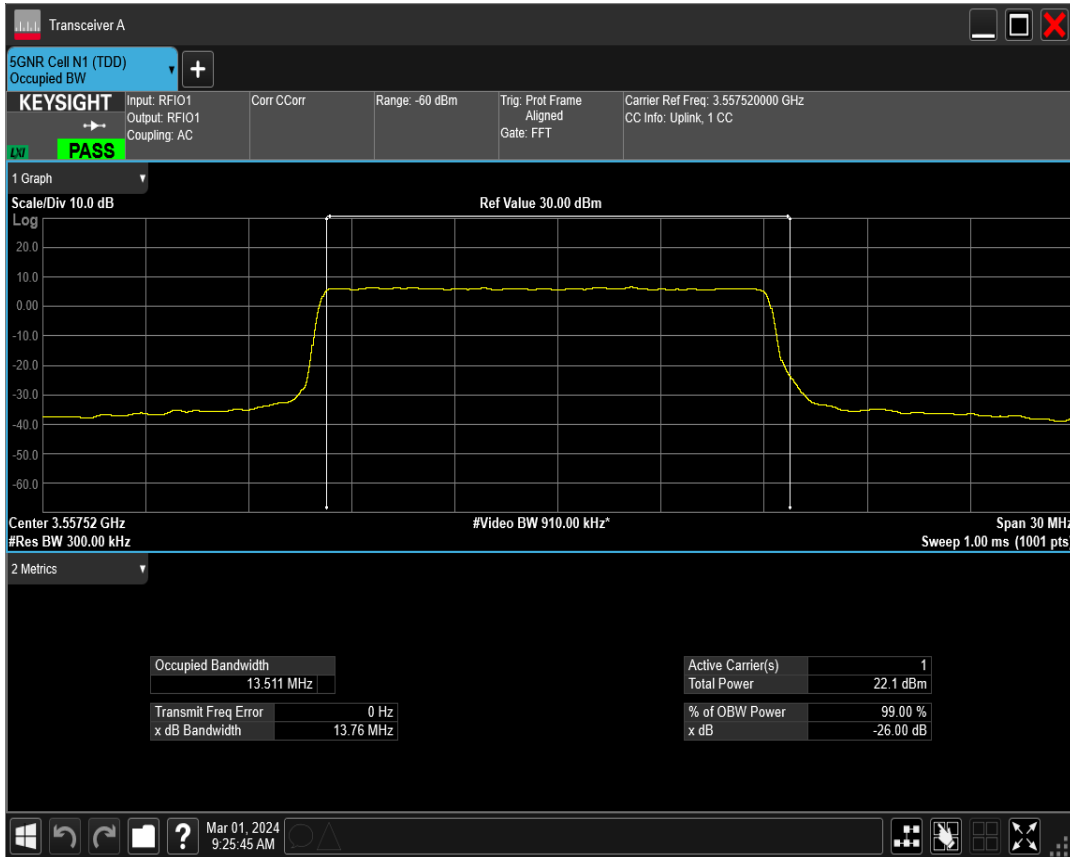 Transceiver A
5GNR Cell N1 (TDD)
Occupied BW
+
KEYSIGHT
LXI
PASS
Input: RFIO1
Output: RFIO1
Coupling: AC
Corr CCorr
Range: -60 dBm
Trig: Prot Frame
Aligned
Gate: FFT
Carrier Ref Freq: 3.557520000 GHz
CC Info: Uplink, 1 CC
1 Graph
Scale/Div 10.0 dB
Ref Value 30.00 dBm
Log
20.0
10.0
0.00
-10.0
-20.0
-30.0
-40.0
-50.0
-60.0
Center 3.55752 GHz
#Video BW 910.00 kHz*
Span 30 MHz
#Res BW 300.00 kHz
Sweep 1.00 ms (1001 pts)
2 Metrics
Occupied Bandwidth
13.511 MHz
Transmit Freq Error 0 Hz
x dB Bandwidth 13.76 MHz
Active Carrier(s) 1
Total Power 22.1 dBm
% of OBW Power 99.00 %
x dB -26.00 dB
?
Mar 01, 2024
9:25:45 AM